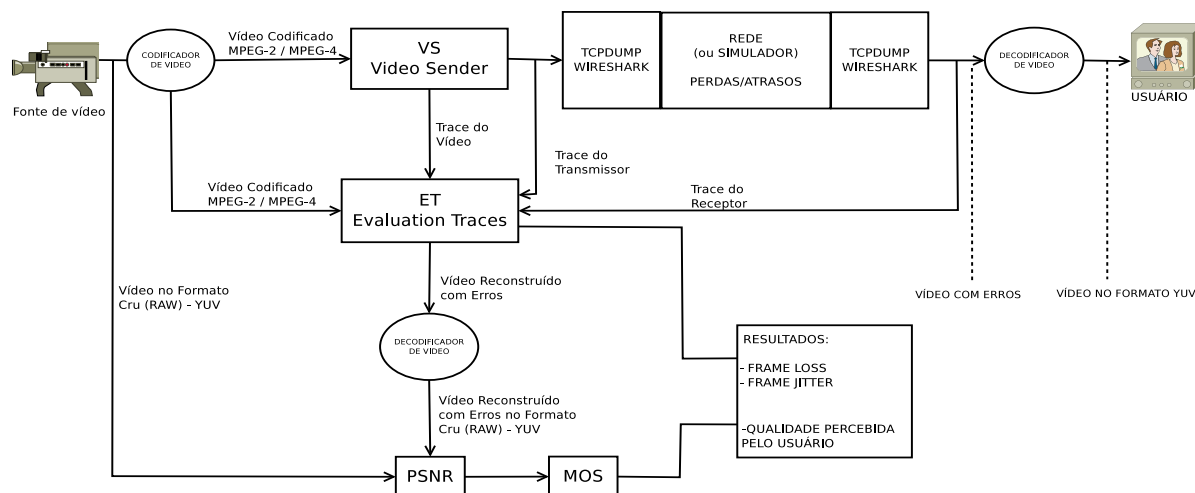 Fonte de vídeo
CODIFICADOR
DE VIDEO
Vídeo Codificado
MPEG-2 / MPEG-4
VS
Video Sender
TCPDUMP
WIRESHARK
REDE
(ou SIMULADOR)
PERDAS/ATRASOS
TCPDUMP
WIRESHARK
DECODIFICADOR
DE VIDEO
USUÁRIO
Trace do
Vídeo
Trace do
Transmissor
Vídeo Codificado
MPEG-2 / MPEG-4
ET
Evaluation Traces
Trace do
Receptor
Vídeo no Formato
Cru (RAW) - YUV
Vídeo Reconstruído
com Erros
VÍDEO COM ERROS
VÍDEO NO FORMATO YUV
DECODIFICADOR
DE VIDEO
RESULTADOS:
- FRAME LOSS
- FRAME JITTER
-QUALIDADE PERCEBIDA
PELO USUÁRIO
Vídeo Reconstruído
com Erros no Formato
Cru (RAW) - YUV
PSNR
MOS